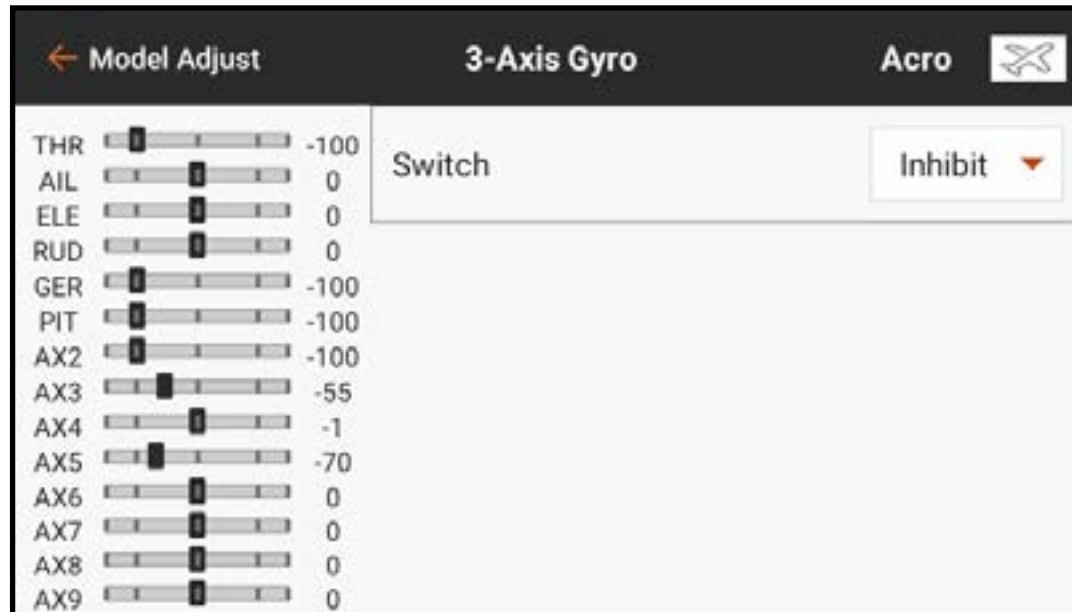 ← Model Adjust 3-Axis Gyro Acro
THR -100
AIL 0
ELE 0
RUD 0
GER -100
PIT -100
AX2 -100
AX3 -55
AX4 -1
AX5 -70
AX6 0
AX7 0
AX8 0
AX9 0
Switch Inhibit